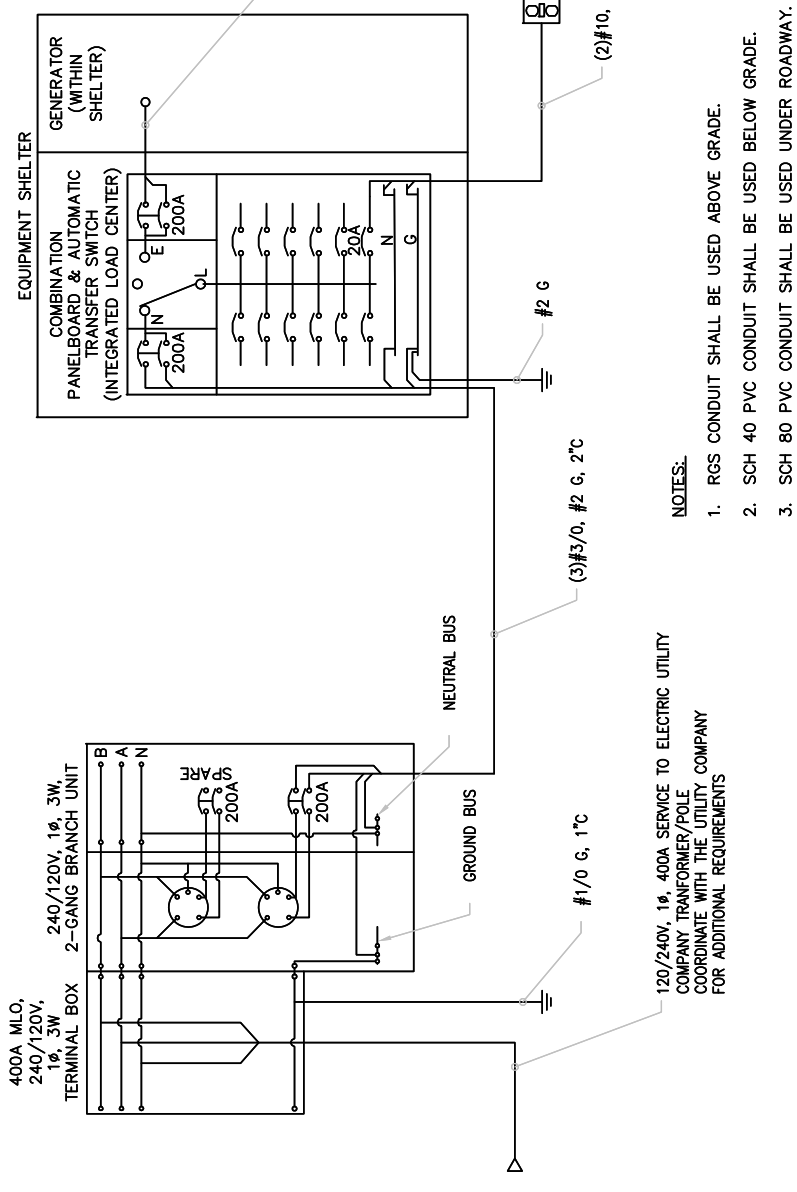 EQUIPMENT SHELTER
GENERATOR
(WITHIN
SHELTER)
COMBINATION
PANELBOARD & AUTOMATIC
TRANSFER SWITCH
(INTEGRATED LOAD CENTER)
200A
E
L
N
200A
20A
N
G
(2)#10,
#2 G
(3)#3/0, #2 G, 2"C
400A MLO,
240/120V,
1ø, 3W
TERMINAL BOX
240/120V, 1ø, 3W,
2-GANG BRANCH UNIT
B
A
N
SPARE
200A
200A
NEUTRAL BUS
GROUND BUS
#1/0 G, 1"C
120/240V, 1ø, 400A SERVICE TO ELECTRIC UTILITY
COMPANY TRANFORMER/POLE
COORDINATE WITH THE UTILITY COMPANY
FOR ADDITIONAL REQUIREMENTS
NOTES:
1. RGS CONDUIT SHALL BE USED ABOVE GRADE.
2. SCH 40 PVC CONDUIT SHALL BE USED BELOW GRADE.
3. SCH 80 PVC CONDUIT SHALL BE USED UNDER ROADWAY.